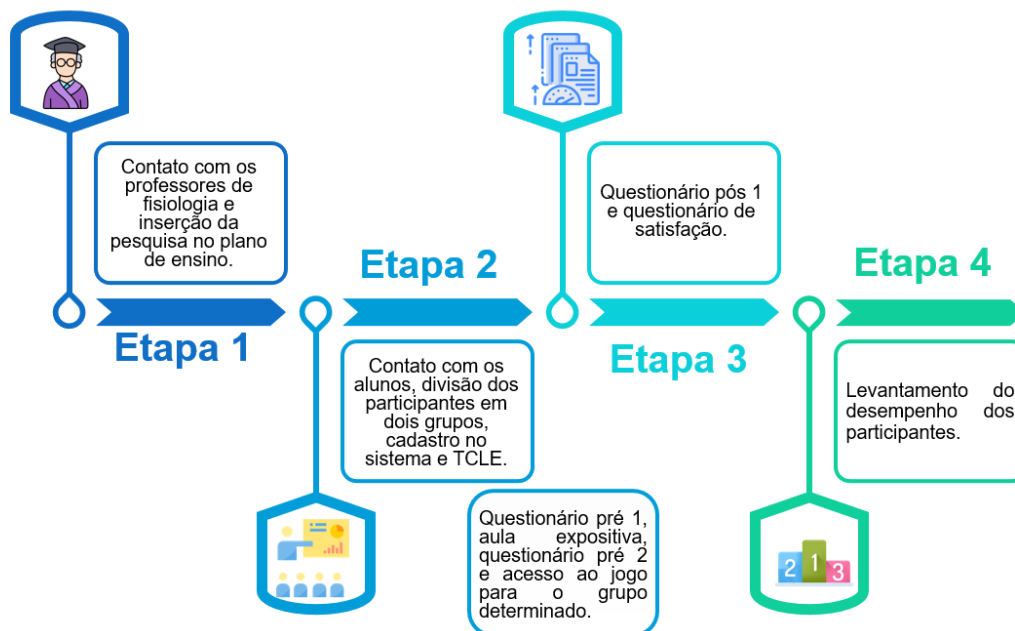 Contato com os
professores de
fisiologia e
inserção da
pesquisa no plano
de ensino.
Etapa 1
Etapa 2
Contato com os
alunos, divisão dos
participantes em
dois grupos,
cadastro no
sistema e TCLE.
Questionário pré 1,
aula expositiva,
questionário pré 2
e acesso ao jogo
para o grupo
determinado.
Questionário pós 1
e questionário de
satisfação.
Etapa 3
Etapa 4
Levantamento do
desempenho dos
participantes.
2 1 3